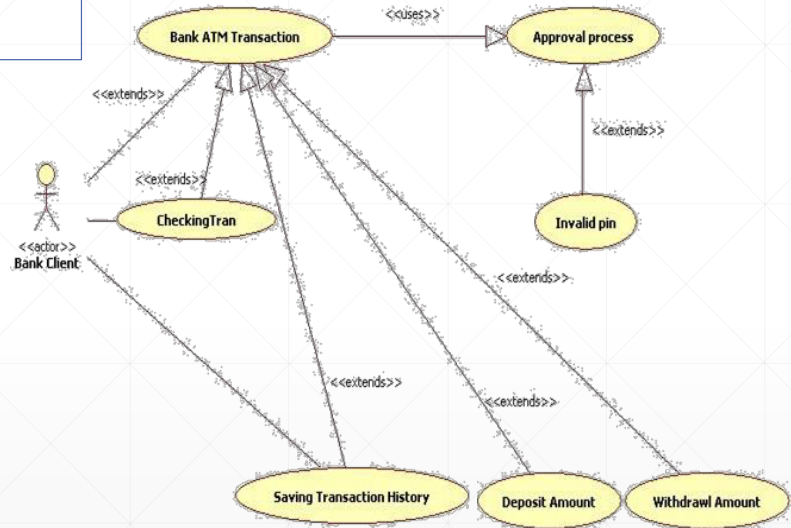 <<uses>>
Bank ATM Transaction
Approval process
<<extends>>
<<extends>>
<<extends>>
CheckingTran
Invalid pin
<<actor>>
Bank Client
<<extends>>
<<extends>>
<<extends>>
Saving Transaction History
Deposit Amount
Withdrawl Amount